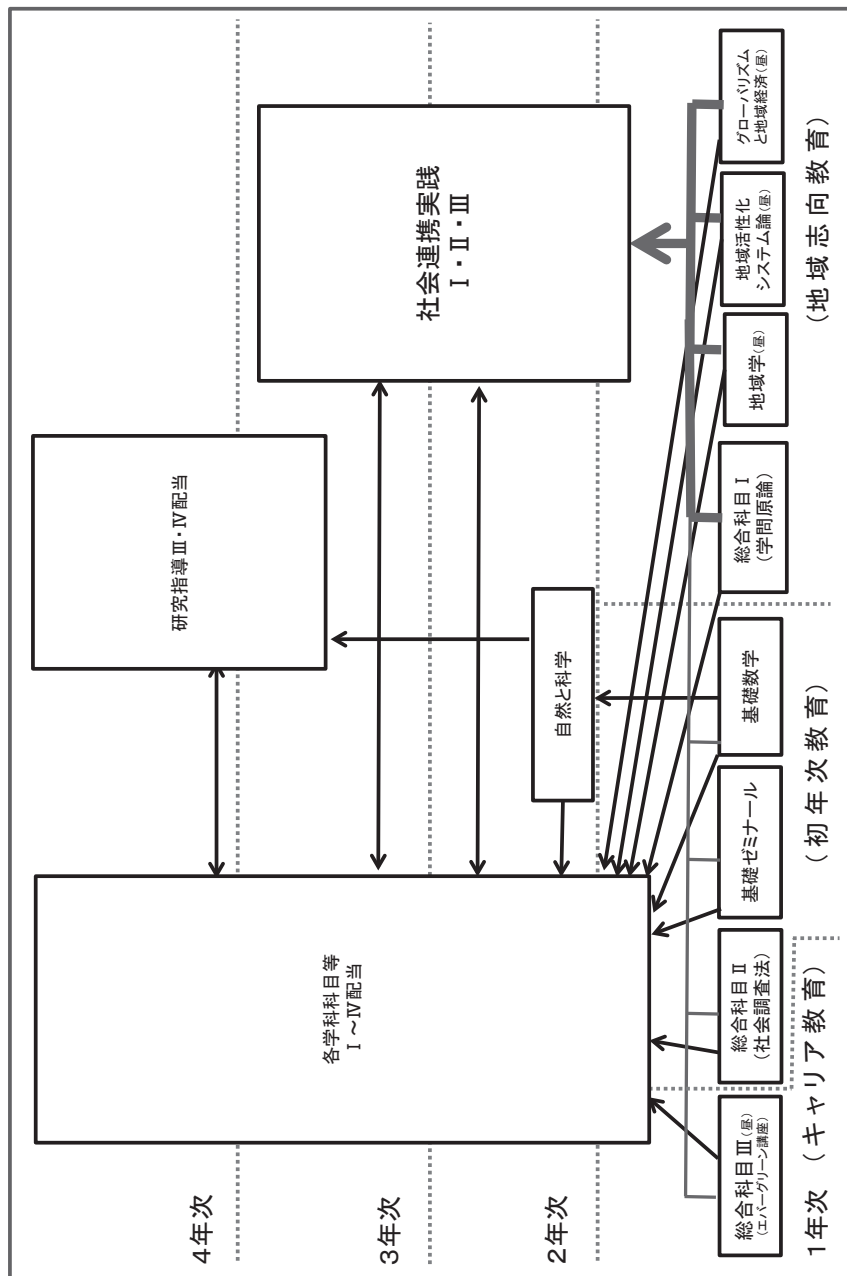 4年次
3年次
2年次
1年次
各学科科目等
Ⅰ～Ⅳ配当
研究指導Ⅲ・Ⅳ配当
社会連携実践
Ⅰ・Ⅱ・Ⅲ
自然と科学
総合科目Ⅲ(昼)
(エバーグリーン講座)
総合科目Ⅱ
(社会調査法)
基礎ゼミナール
基礎数学
総合科目Ⅰ
(学問原論)
地域学(昼)
地域活性化
システム論(昼)
グローバリズム
と地域経済(昼)
(キャリア教育)
(初年次教育)
(地域志向教育)